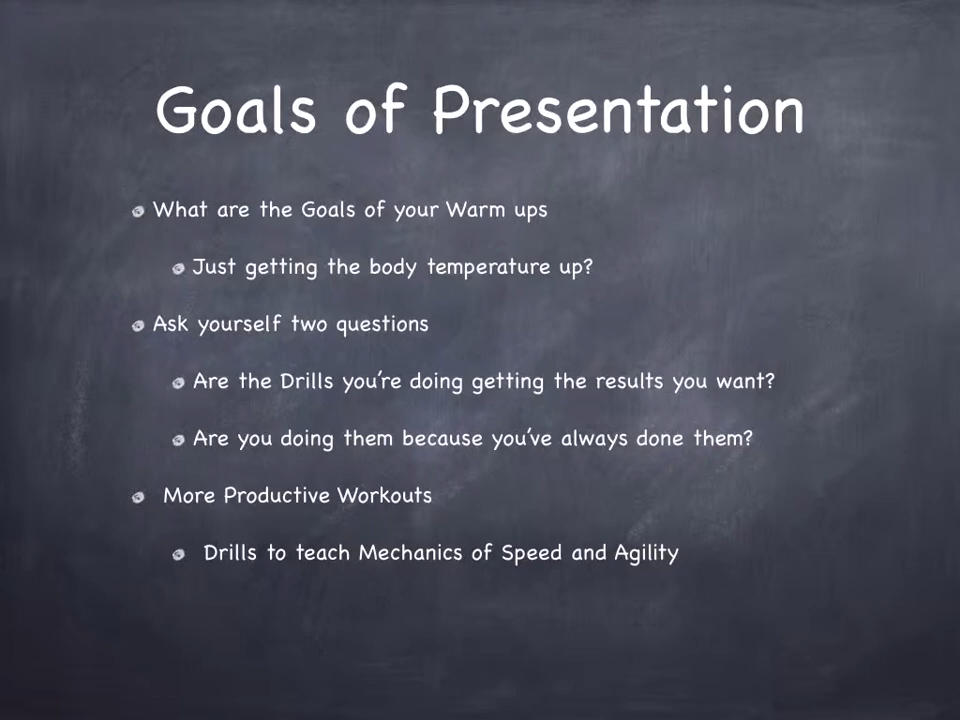 Goals of Presentation
What are the Goals of your Warm ups
Just getting the body temperature up?
Ask yourself two questions
Are the Drills you're doing getting the results you want?
Are you doing them because you've always done them?
More Productive Workouts
Drills to teach Mechanics of Speed and Agility